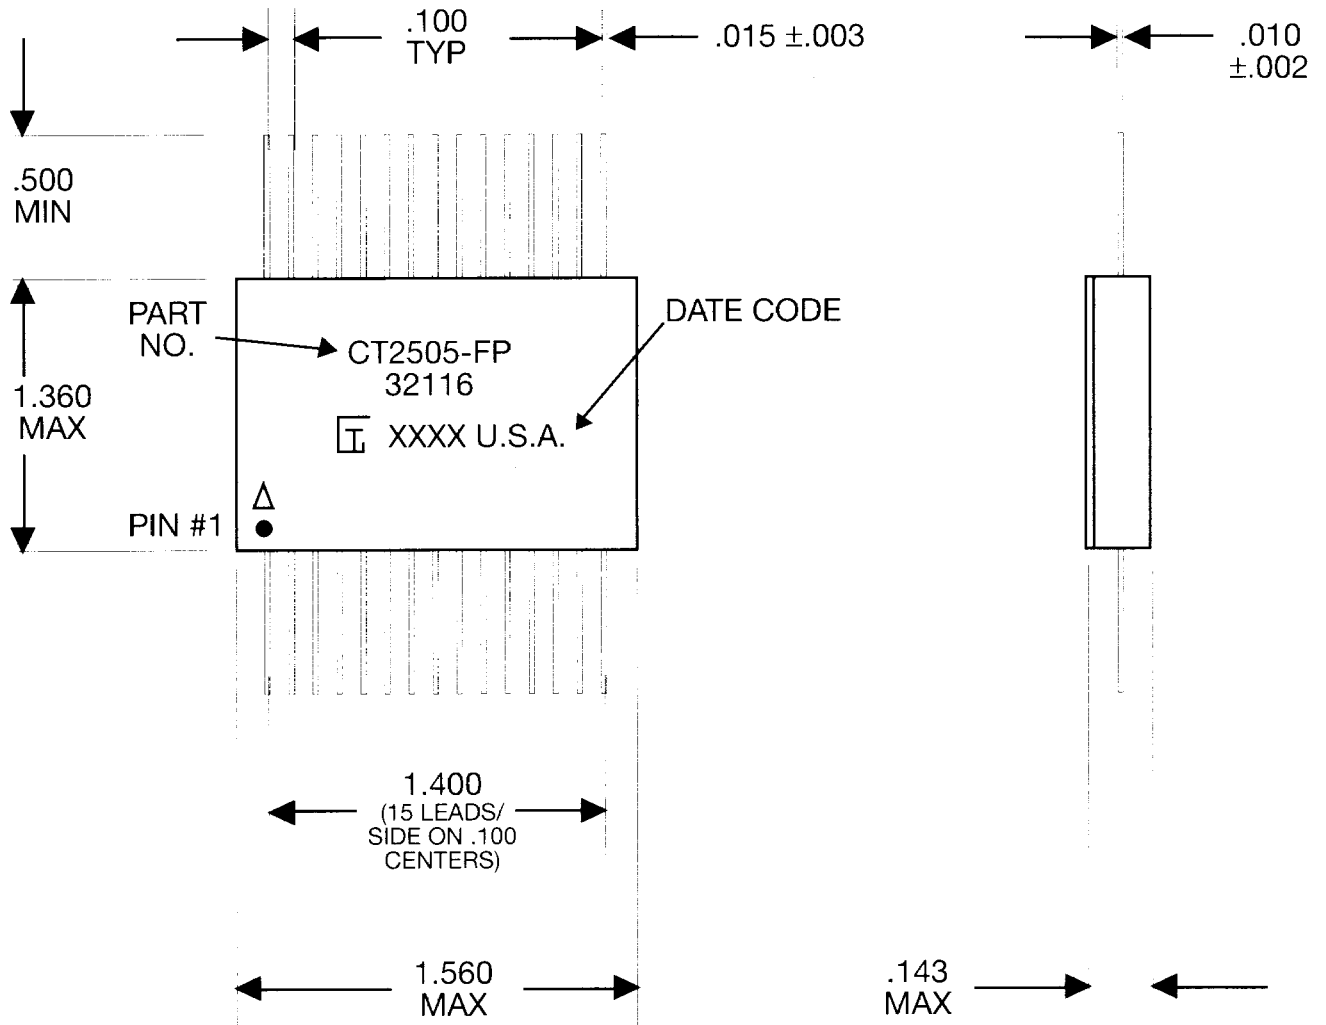 .100
TYP
.015 ±.003
.010
±.002
.500
MIN
PART
NO.
DATE CODE
CT2505-FP
32116
XXXX U.S.A.
1.360
MAX
PIN #1
1.400
(15 LEADS/
SIDE ON .100
CENTERS)
1.560
MAX
.143
MAX